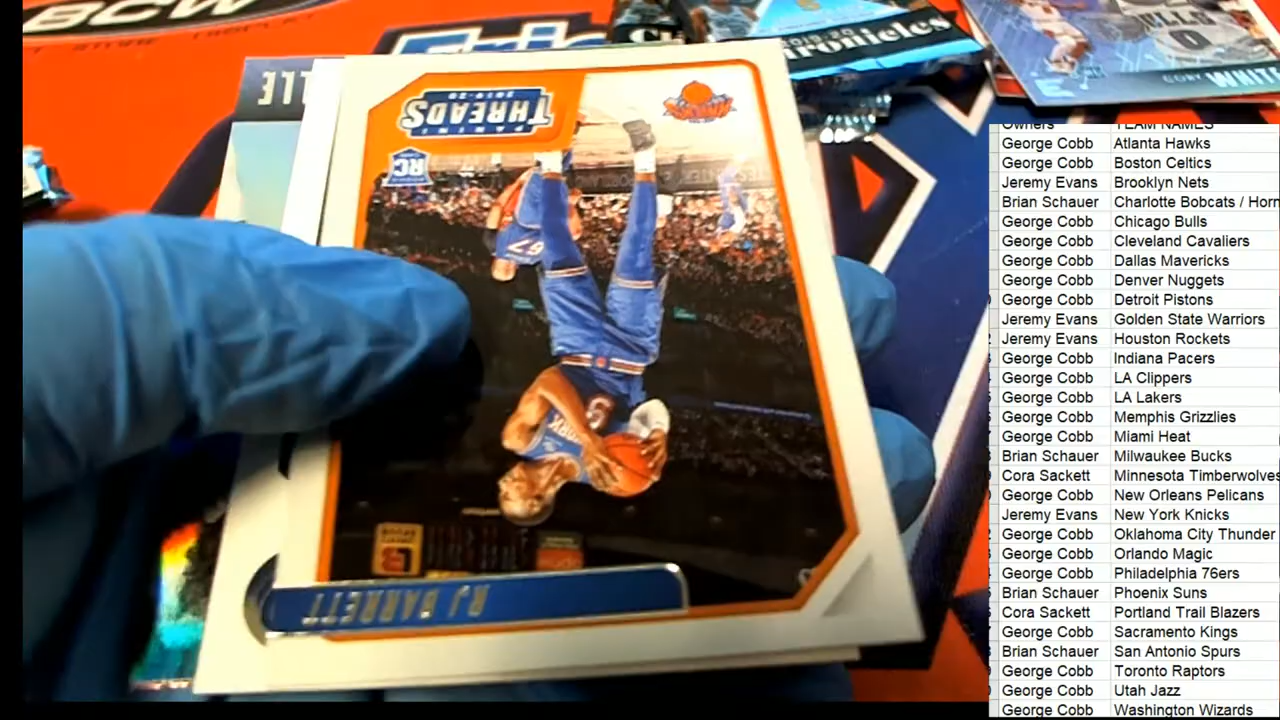 BCW
2019-20
Chronicles
BULLS
0
COBY WHITE
PANINI
THREADS
2019-20
RC
67
RJ BARRETT
Owners TEAM NAMES
George Cobb Atlanta Hawks
George Cobb Boston Celtics
Jeremy Evans Brooklyn Nets
Brian Schauer Charlotte Bobcats / Horn
George Cobb Chicago Bulls
George Cobb Cleveland Cavaliers
George Cobb Dallas Mavericks
George Cobb Denver Nuggets
George Cobb Detroit Pistons
Jeremy Evans Golden State Warriors
Jeremy Evans Houston Rockets
George Cobb Indiana Pacers
George Cobb LA Clippers
George Cobb LA Lakers
George Cobb Memphis Grizzlies
George Cobb Miami Heat
Brian Schauer Milwaukee Bucks
Cora Sackett Minnesota Timberwolves
George Cobb New Orleans Pelicans
Jeremy Evans New York Knicks
George Cobb Oklahoma City Thunder
George Cobb Orlando Magic
George Cobb Philadelphia 76ers
Brian Schauer Phoenix Suns
Cora Sackett Portland Trail Blazers
George Cobb Sacramento Kings
Brian Schauer San Antonio Spurs
George Cobb Toronto Raptors
George Cobb Utah Jazz
George Cobb Washington Wizards